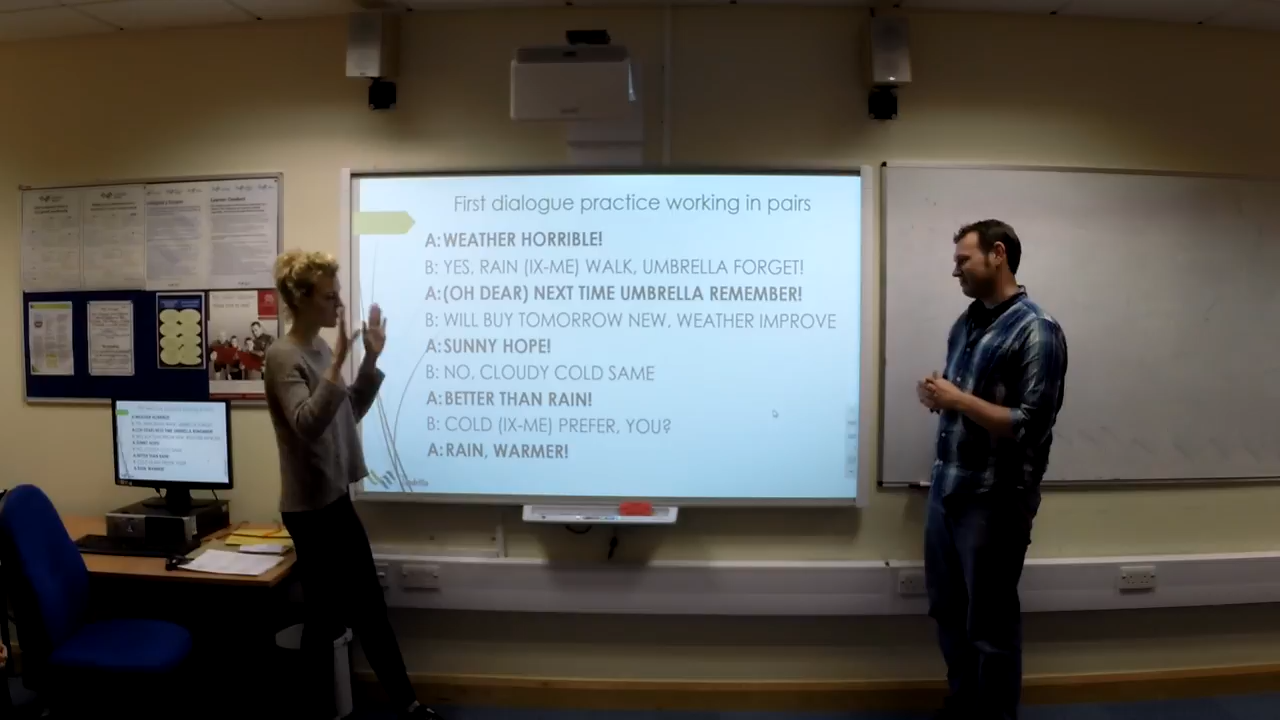 First dialogue practice working in pairs
A: WEATHER HORRIBLE!
B: YES, RAIN (IX-ME) WALK, UMBRELLA FORGET!
A: (OH DEAR) NEXT TIME UMBRELLA REMEMBER!
B: WILL BUY TOMORROW NEW. WEATHER IMPROVE
A: SUNNY HOPE!
B: NO, CLOUDY COLD SAME
A: BETTER THAN RAIN!
B: COLD (IX-ME) PREFER, YOU?
A: RAIN, WARMER!